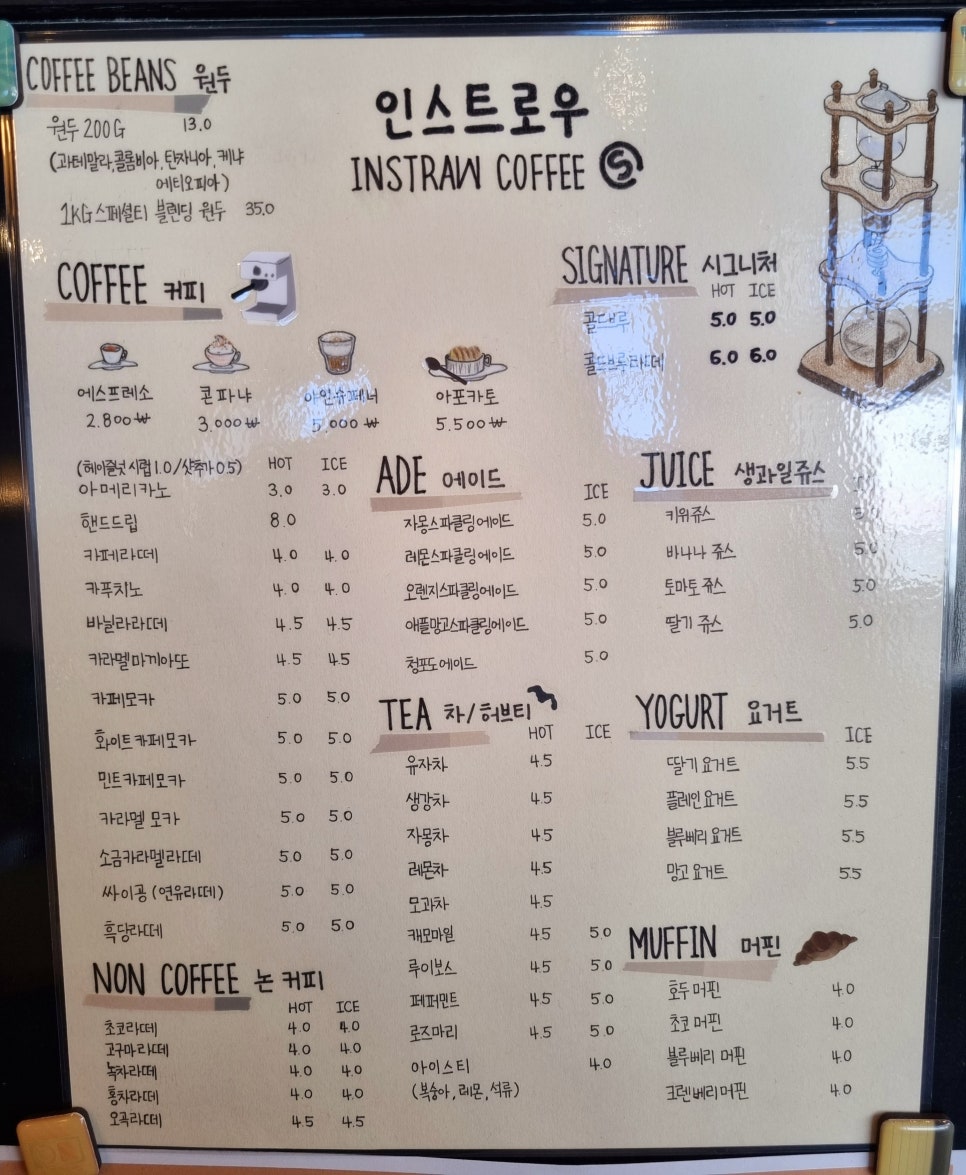 COFFEE BEANS 원두
원두 200G 13.0
(과테말라, 콜롬비아, 탄자니아, 케냐
에티오피아)
1KG 스페셜티 블렌딩 원두 35.0
인스트로우
INSTRAW COFFEE S
COFFEE 커피
에스프레소 콘파냐 아인슈페너 아포카토
2.800₩ 3.000₩ 5.000₩ 5.500₩
SIGNATURE 시그니처
HOT ICE
콜드브루 5.0 5.0
콜드브루라떼 6.0 6.0
(헤이즐넛 시럽 1.0/샷추가 0.5) HOT ICE
아메리카노 3.0 3.0
핸드드립 8.0
카페라떼 4.0 4.0
카푸치노 4.0 4.0
바닐라라떼 4.5 4.5
카라멜마끼아또 4.5 4.5
카페모카 5.0 5.0
화이트카페모카 5.0 5.0
민트카페모카 5.0 5.0
카라멜 모카 5.0 5.0
소금카라멜라떼 5.0 5.0
싸이공 (연유라떼) 5.0 5.0
흑당라떼 5.0 5.0
NON COFFEE 논 커피
HOT ICE
초코라떼 4.0 4.0
고구마라떼 4.0 4.0
녹차라떼 4.0 4.0
홍차라떼 4.0 4.0
오곡라떼 4.5 4.5
ADE 에이드
ICE
자몽스파클링에이드 5.0
레몬스파클링에이드 5.0
오렌지스파클링에이드 5.0
애플망고스파클링에이드 5.0
청포도에이드 5.0
TEA 차/허브티
HOT ICE
유자차 4.5
생강차 4.5
자몽차 4.5
레몬차 4.5
모과차 4.5
캐모마일 4.5 5.0
루이보스 4.5 5.0
페퍼민트 4.5 5.0
로즈마리 4.5 5.0
아이스티 4.0
(복숭아, 레몬, 석류)
JUICE 생과일쥬스
키위쥬스
바나나 쥬스 5.0
토마토 쥬스 5.0
딸기 쥬스 5.0
YOGURT 요거트
ICE
딸기 요거트 5.5
플레인 요거트 5.5
블루베리 요거트 5.5
망고 요거트 5.5
MUFFIN 머핀
호두 머핀 4.0
초코 머핀 4.0
블루베리 머핀 4.0
크렌베리머핀 4.0